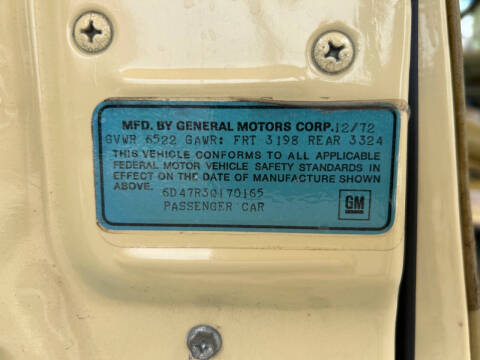 MFD. BY GENERAL MOTORS CORP. 12/72
GVWR 6522 GAWR: FRT 3198 REAR 3324
THIS VEHICLE CONFORMS TO ALL APPLICABLE
FEDERAL MOTOR VEHICLE SAFETY STANDARDS IN
EFFECT ON THE DATE OF MANUFACTURE SHOWN
ABOVE. 6D47R3Q170165
PASSENGER CAR
GM